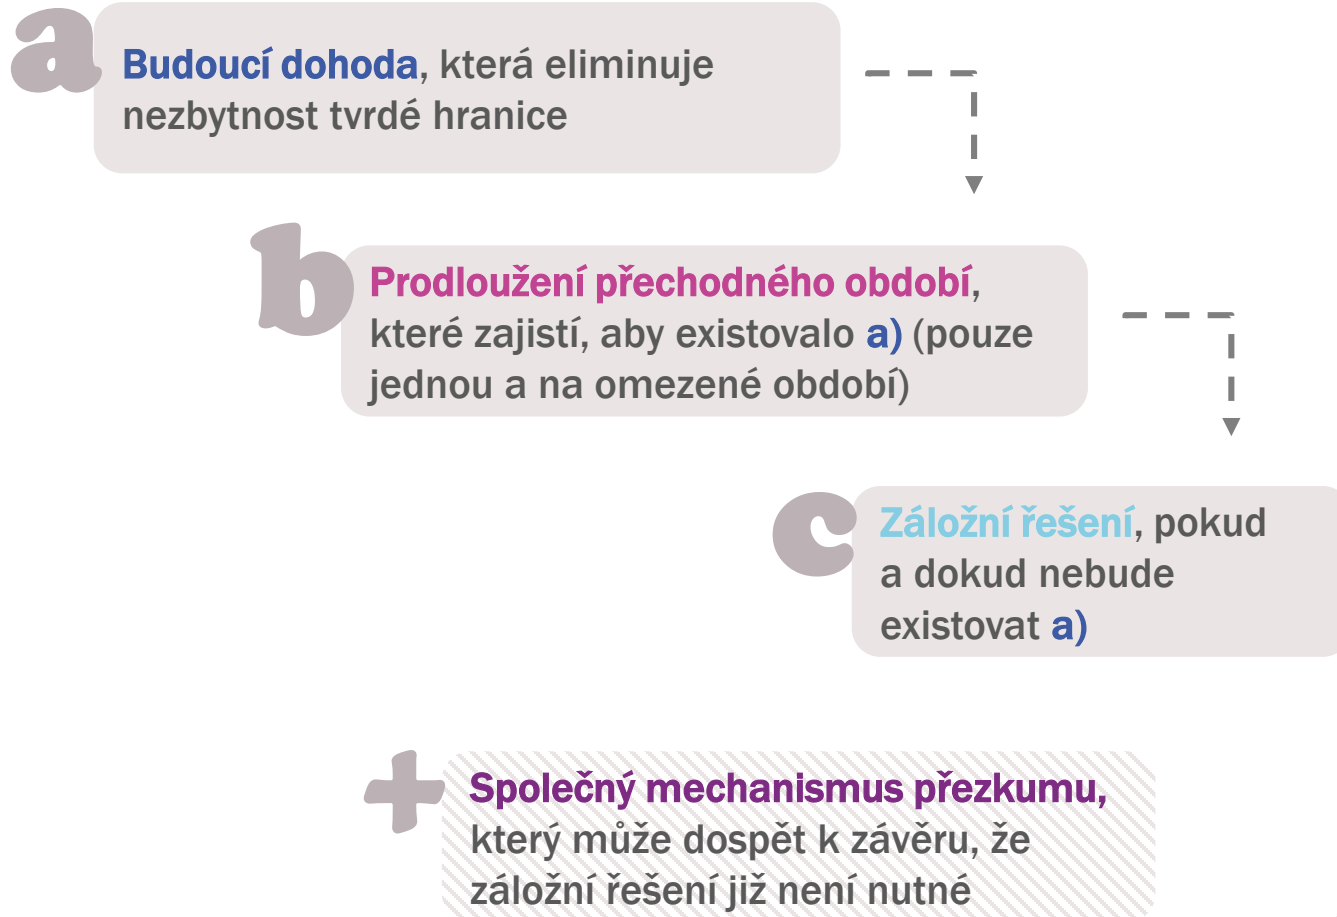 a
Budoucí dohoda, která eliminuje
nezbytnost tvrdé hranice
b
Prodloužení přechodného období,
které zajistí, aby existovalo a) (pouze
jednou a na omezené období)
c
Záložní řešení, pokud
a dokud nebude
existovat a)
+
Společný mechanismus přezkumu,
který může dospět k závěru, že
záložní řešení již není nutné